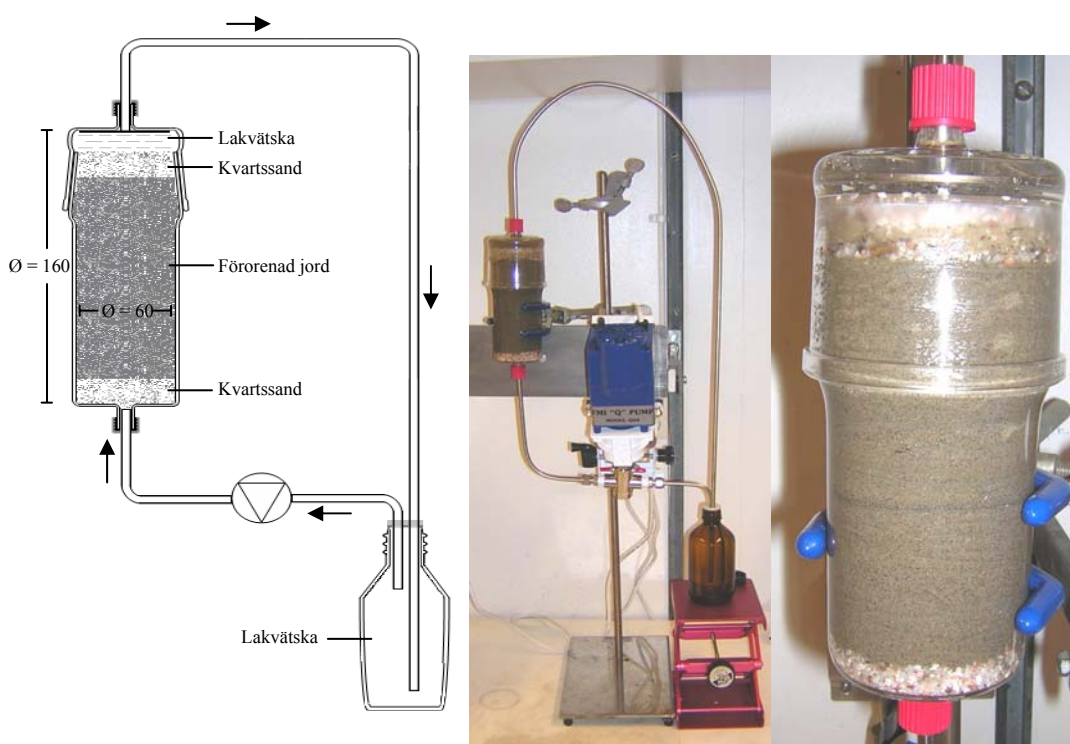 Lakvätska
Kvartssand
Ø = 160
Förorenad jord
Ø = 60
Kvartssand
Lakvätska
FMI "Q" PUMP